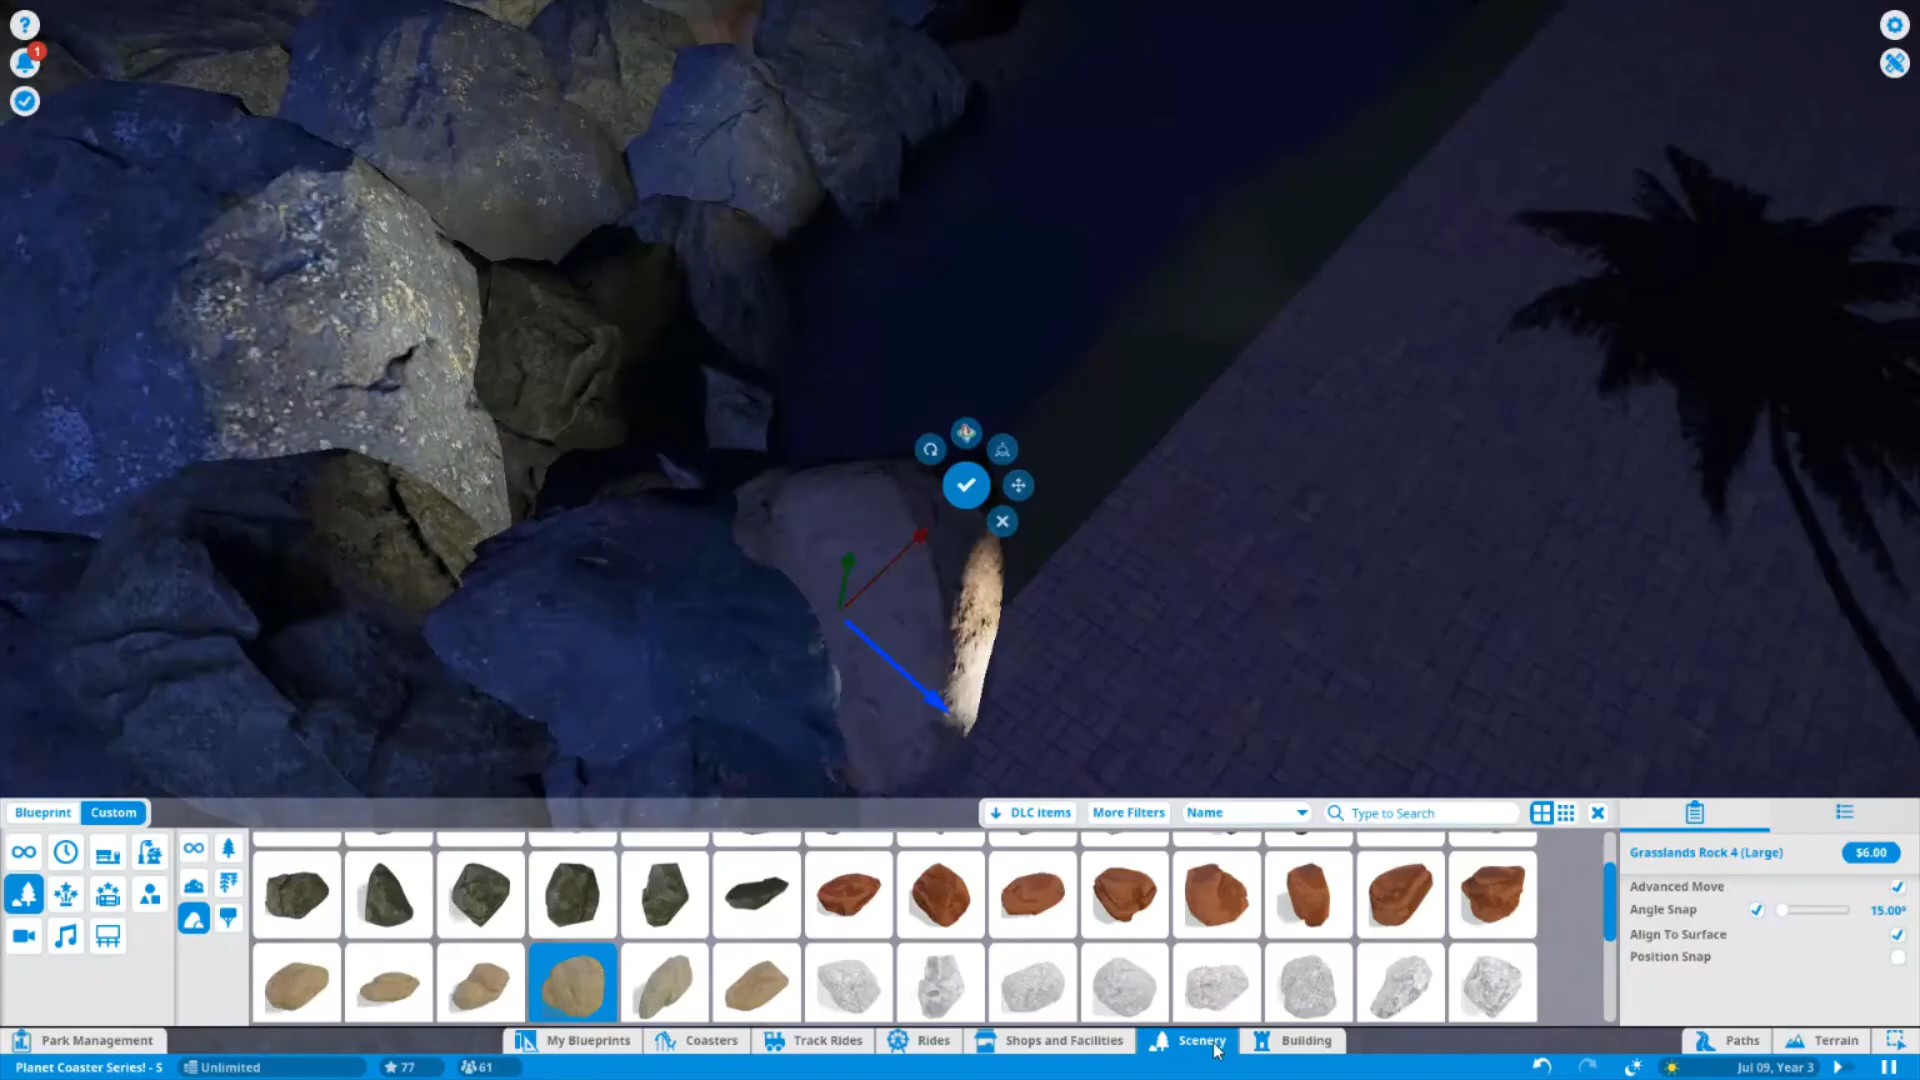 ?
1
Blueprint
Custom
DLC items
More Filters
Name
Type to Search
Grasslands Rock 4 (Large)
$6.00
Advanced Move
Angle Snap
15.00°
Align To Surface
Position Snap
Park Management
My Blueprints
Coasters
Track Rides
Rides
Shops and Facilities
Scenery
Building
Paths
Terrain
Planet Coaster Series! - S
Unlimited
77
61
Jul 09, Year 3